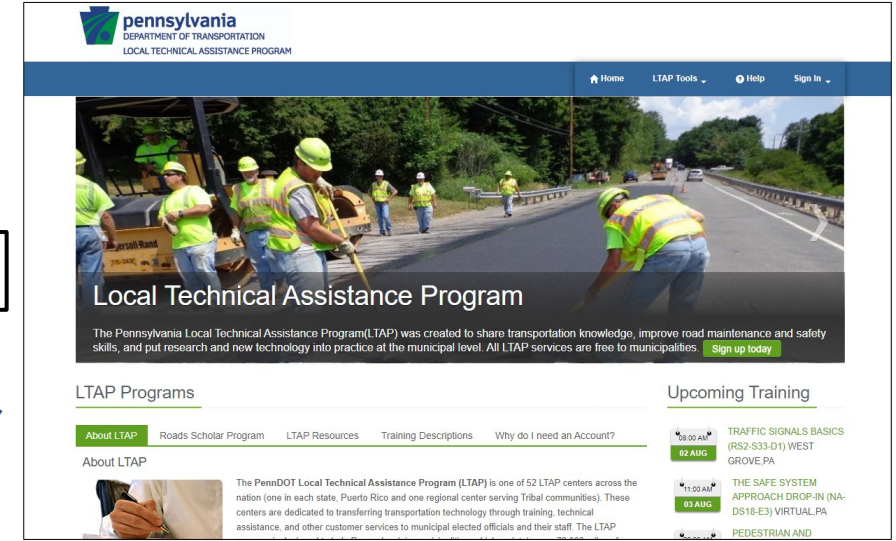 pennsylvania
DEPARTMENT OF TRANSPORTATION
LOCAL TECHNICAL ASSISTANCE PROGRAM
Home LTAP Tools Help Sign In
Ingersoll-Rand
Local Technical Assistance Program
The Pennsylvania Local Technical Assistance Program(LTAP) was created to share transportation knowledge, improve road maintenance and safety
skills, and put research and new technology into practice at the municipal level. All LTAP services are free to municipalities. Sign up today
LTAP Programs
About LTAP Roads Scholar Program LTAP Resources Training Descriptions Why do I need an Account?
About LTAP
The PennDOT Local Technical Assistance Program (LTAP) is one of 52 LTAP centers across the
nation (one in each state, Puerto Rico and one regional center serving Tribal communities). These
centers are dedicated to transferring transportation technology through training, technical
assistance, and other customer services to municipal elected officials and their staff. The LTAP
Upcoming Training
08:00 AM
02 AUG
TRAFFIC SIGNALS BASICS
(RS2-S33-D1) WEST
GROVE,PA
11:00 AM
03 AUG
THE SAFE SYSTEM
APPROACH DROP-IN (NA-
DS18-E3) VIRTUAL,PA
PEDESTRIAN AND